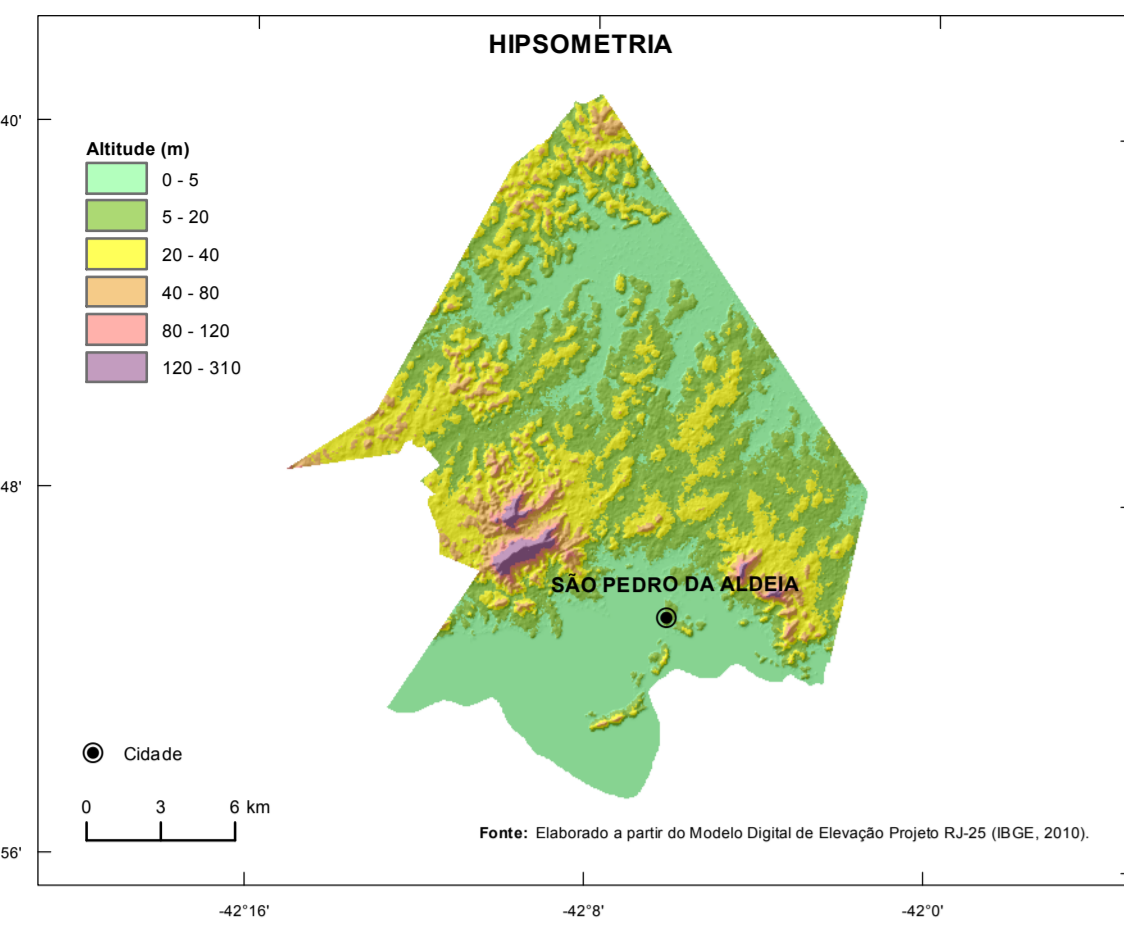 HIPSOMETRIA
40'
Altitude (m)
0 - 5
5 - 20
20 - 40
40 - 80
80 - 120
120 - 310
48'
SÃO PEDRO DA ALDEIA
Cidade
0 3 6 km
Fonte: Elaborado a partir do Modelo Digital de Elevação Projeto RJ-25 (IBGE, 2010).
56'
-42°16' -42°8' -42°0'